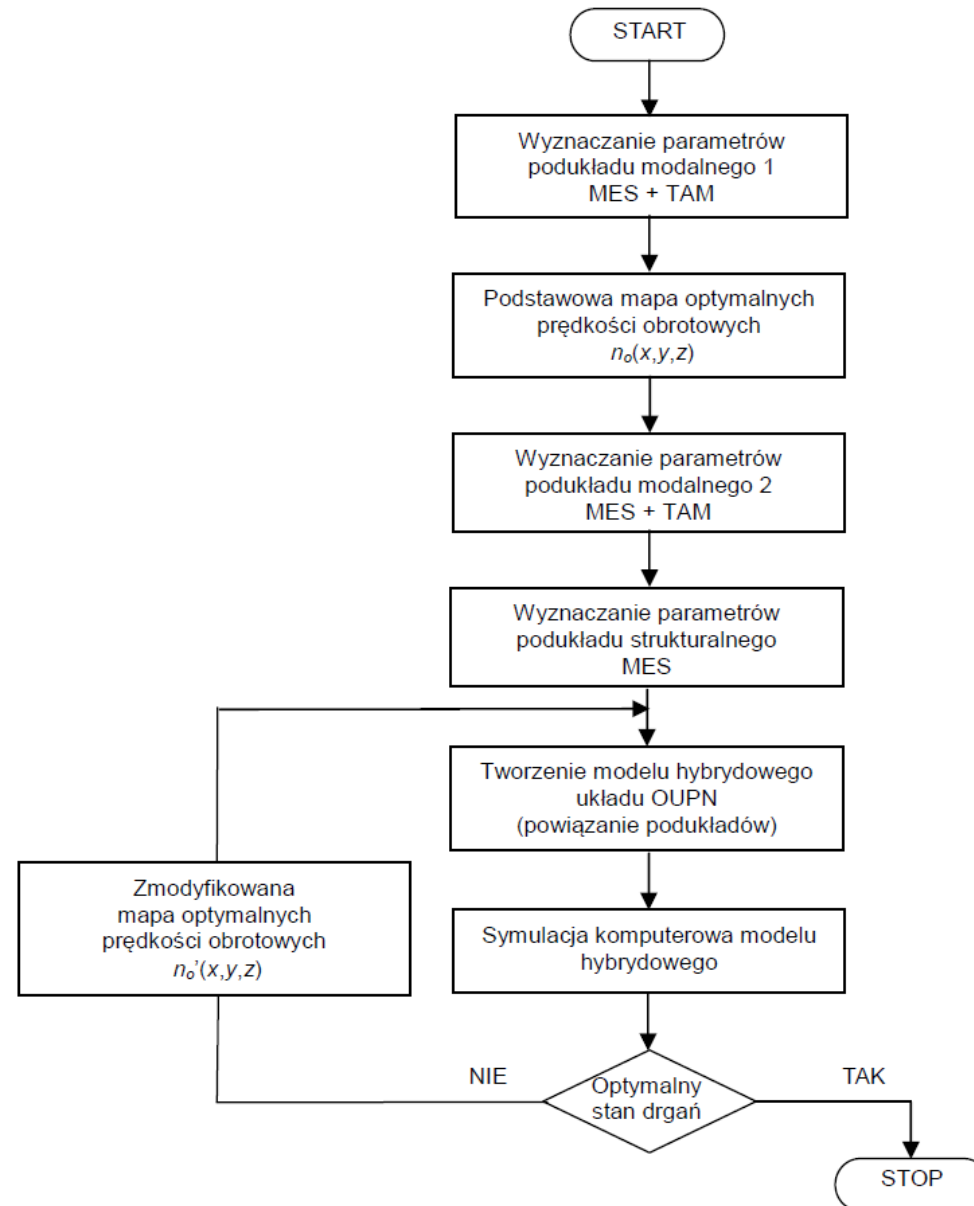 START
Wyznaczanie parametrów
podukładu modalnego 1
MES + TAM
Podstawowa mapa optymalnych
prędkości obrotowych
nₒ(x,y,z)
Wyznaczanie parametrów
podukładu modalnego 2
MES + TAM
Wyznaczanie parametrów
podukładu strukturalnego
MES
Tworzenie modelu hybrydowego
układu OUPN
(powiązanie podukładów)
Zmodyfikowana
mapa optymalnych
prędkości obrotowych
nₒ'(x,y,z)
Symulacja komputerowa modelu
hybrydowego
NIE
Optymalny
stan drgań
TAK
STOP